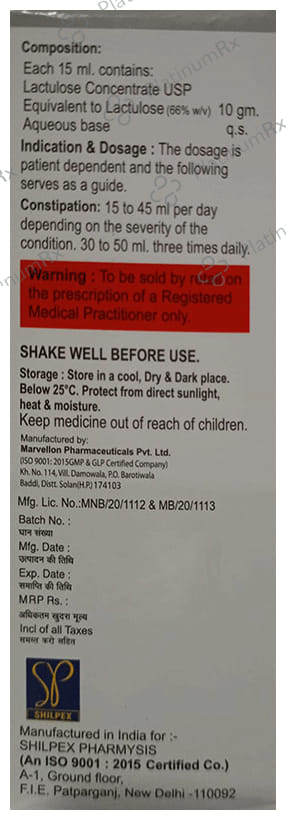 Composition:
Each 15 ml. contains:
Lactulose Concentrate USP
Equivalent to Lactulose (66% w/v) 10 gm.
Aqueous base q.s.
Indication & Dosage : The dosage is
patient dependent and the following
serves as a guide.
Constipation: 15 to 45 ml per day
depending on the severity of the
condition. 30 to 50 ml. three times daily.
Warning : To be sold by retail on
the prescription of a Registered
Medical Practitioner only.
SHAKE WELL BEFORE USE.
Storage : Store in a cool, Dry & Dark place.
Below 25°C. Protect from direct sunlight,
heat & moisture.
Keep medicine out of reach of children.
Manufactured by:
Marvellon Pharmaceuticals Pvt. Ltd.
(ISO 9001: 2015GMP & GLP Certified Company)
Kh. No. 114, Vill. Damowala, P.O. Barotiwala
Baddi, Distt. Solan(H.P.) 174103
Mfg. Lic. No.:MNB/20/1112 & MB/20/1113
Batch No. :
घान संख्या
Mfg. Date :
उत्पादन की तिथि
Exp. Date :
समाप्ति की तिथि
MRP Rs. :
अधिकतम खुदरा मूल्य
Incl of all Taxes
समस्त करो सहित
SP
SHILPEX
Manufactured in India for :-
SHILPEX PHARMYSIS
(An ISO 9001 : 2015 Certified Co.)
A-1, Ground floor,
F.I.E. Patparganj, New Delhi -110092
PlatinumRx